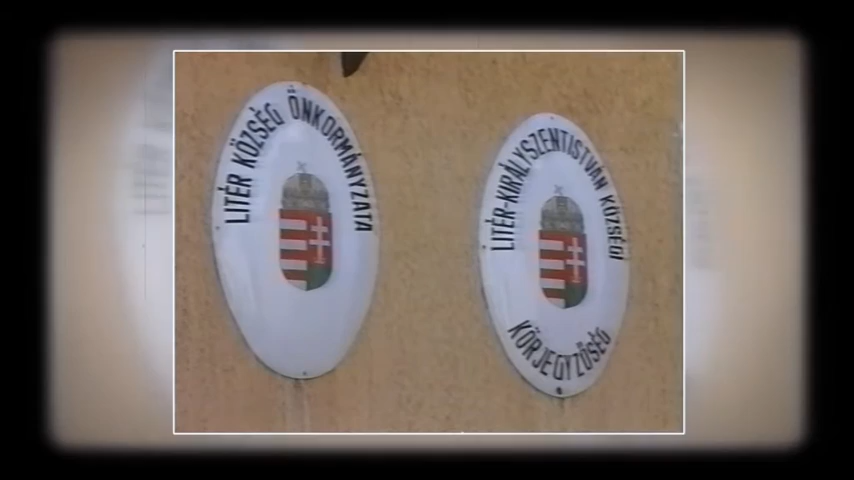 LITÉR KÖZSÉG ÖNKORMÁNYZATA
LITÉR-KIRÁLYSZENTISTVÁN KÖZSÉGI
KÖRJEGYZŐSÉG